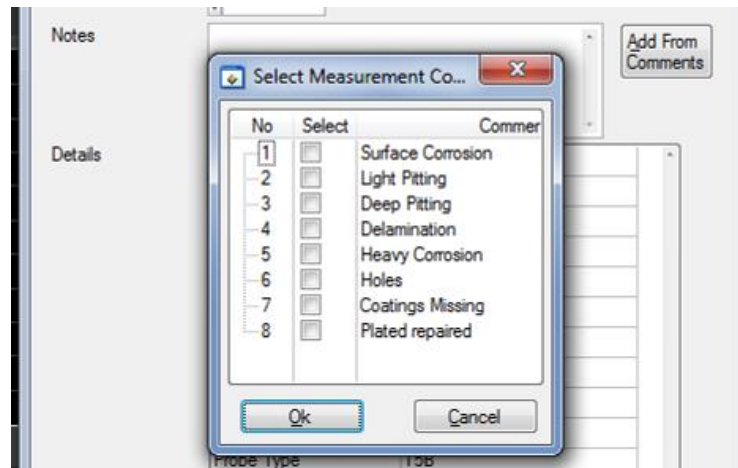 Notes
Add From
Comments
Select Measurement Co...
No Select Commer
1 Surface Corrosion
2 Light Pitting
3 Deep Pitting
4 Delamination
5 Heavy Corrosion
6 Holes
7 Coatings Missing
8 Plated repaired
Details
Ok Cancel
Probe Type T5B